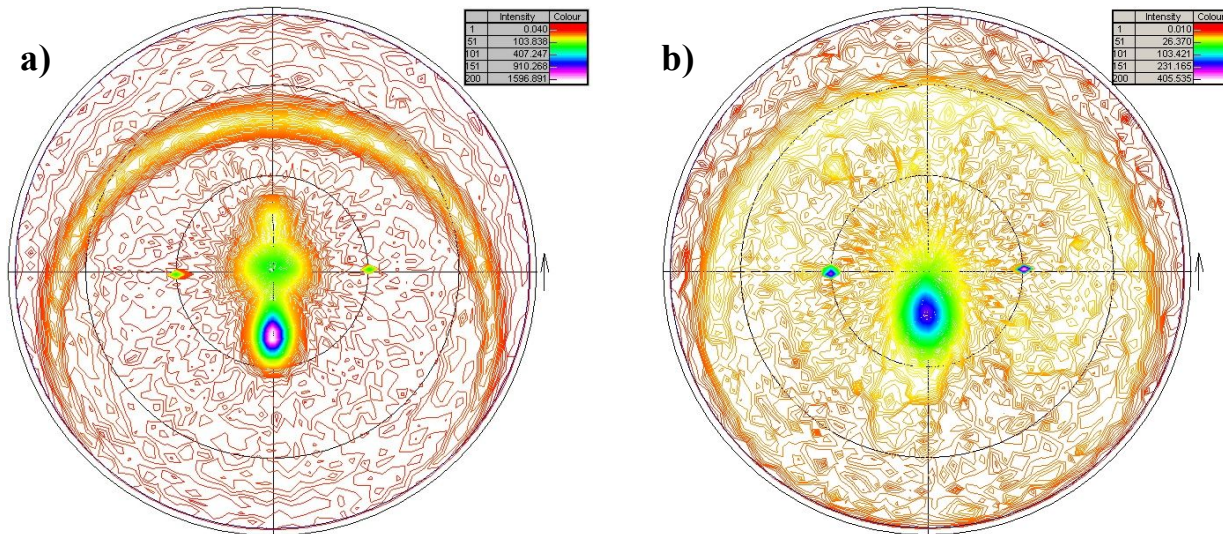 a)
Intensity Colour
1 0.040
51 103.838
101 407.247
151 910.268
200 1596.891
b)
Intensity Colour
1 0.010
51 26.370
101 103.421
151 231.165
200 405.535